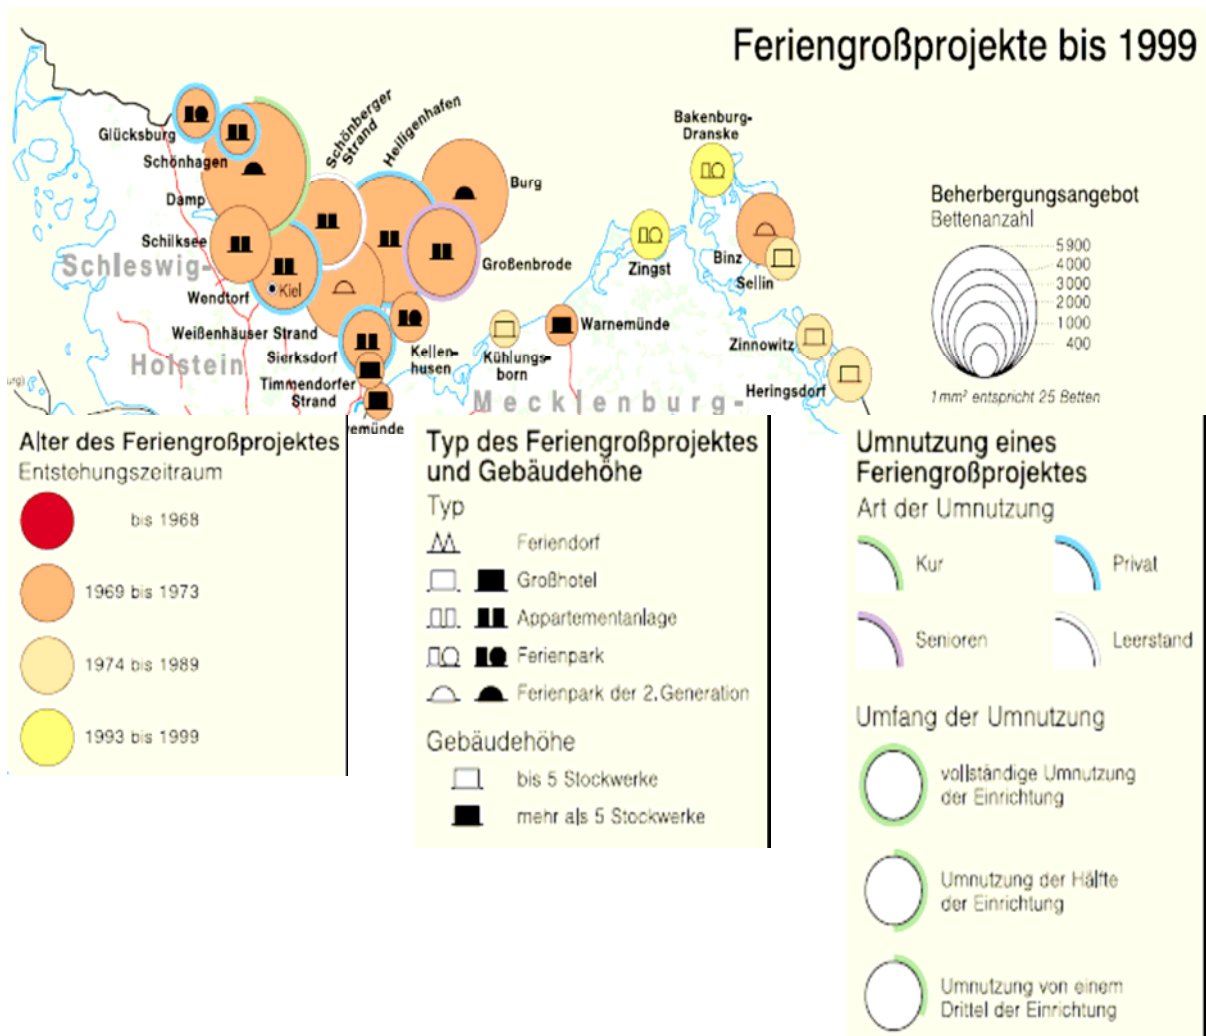 Feriengroßprojekte bis 1999
Glücksburg
Schönhagen
Damp
Schilksee
Schleswig-
Wendtorf
Kiel
Weißenhäuser Strand
Holstein
Sierksdorf
Timmendorfer
Strand
Schönberger
Strand
Heiligenhafen
Burg
Großenbrode
Kellen-
husen
Kühlungs-
born
Warnemünde
Mecklenburg-
Zingst
Bakenburg-
Dranske
Binz
Sellin
Zinnowitz
Heringsdorf
Beherbergungsangebot
Bettenanzahl
5900
4000
3000
2000
1000
400
1mm² entspricht 25 Betten
emünde
Alter des Feriengroßprojektes
Entstehungszeitraum
bis 1968
1969 bis 1973
1974 bis 1989
1993 bis 1999
Typ des Feriengroßprojektes
und Gebäudehöhe
Typ
Feriendorf
Großhotel
Appartementanlage
Ferienpark
Ferienpark der 2.Generation
Gebäudehöhe
bis 5 Stockwerke
mehr als 5 Stockwerke
Umnutzung eines
Feriengroßprojektes
Art der Umnutzung
Kur
Privat
Senioren
Leerstand
Umfang der Umnutzung
vollständige Umnutzung
der Einrichtung
Umnutzung der Hälfte
der Einrichtung
Umnutzung von einem
Drittel der Einrichtung